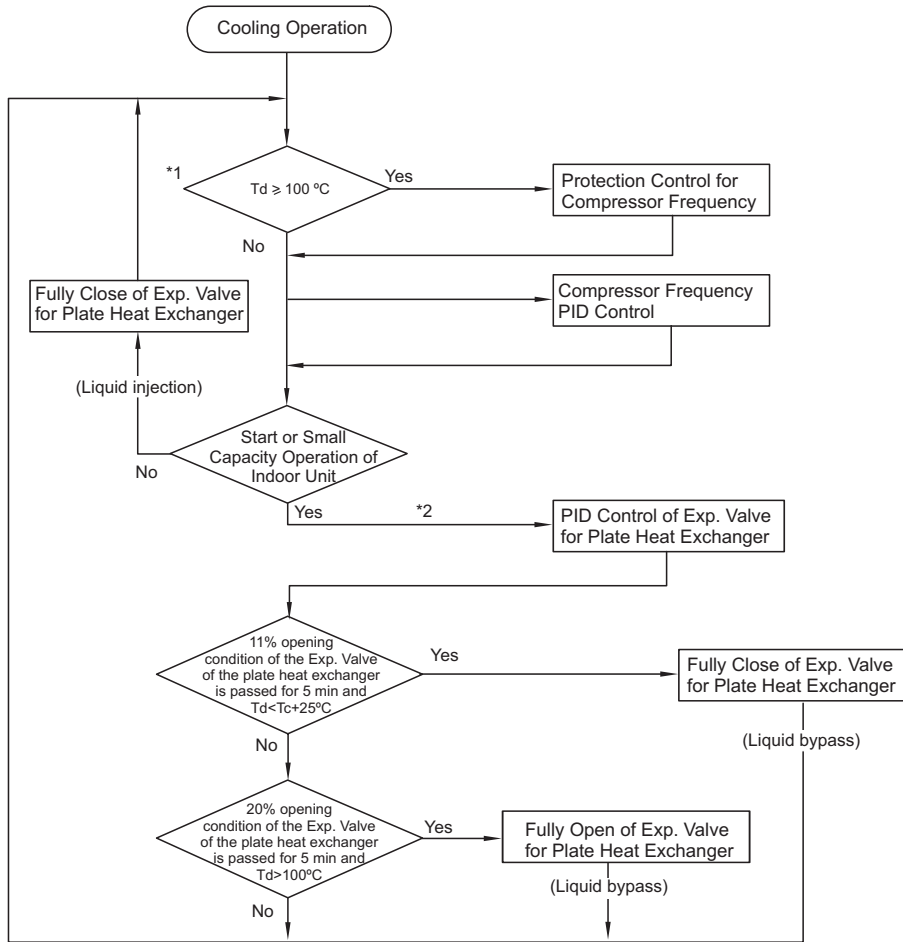 Cooling Operation
*1
Td ≥ 100 ºC
Yes
Protection Control for
Compressor Frequency
No
Fully Close of Exp. Valve
for Plate Heat Exchanger
Compressor Frequency
PID Control
(Liquid injection)
Start or Small
Capacity Operation of
Indoor Unit
No
Yes
*2
PID Control of Exp. Valve
for Plate Heat Exchanger
11% opening
condition of the Exp. Valve
of the plate heat exchanger
is passed for 5 min and
Td<Tc+25ºC
Yes
Fully Close of Exp. Valve
for Plate Heat Exchanger
(Liquid bypass)
No
20% opening
condition of the Exp. Valve
of the plate heat exchanger
is passed for 5 min and
Td>100ºC
Yes
Fully Open of Exp. Valve
for Plate Heat Exchanger
(Liquid bypass)
No